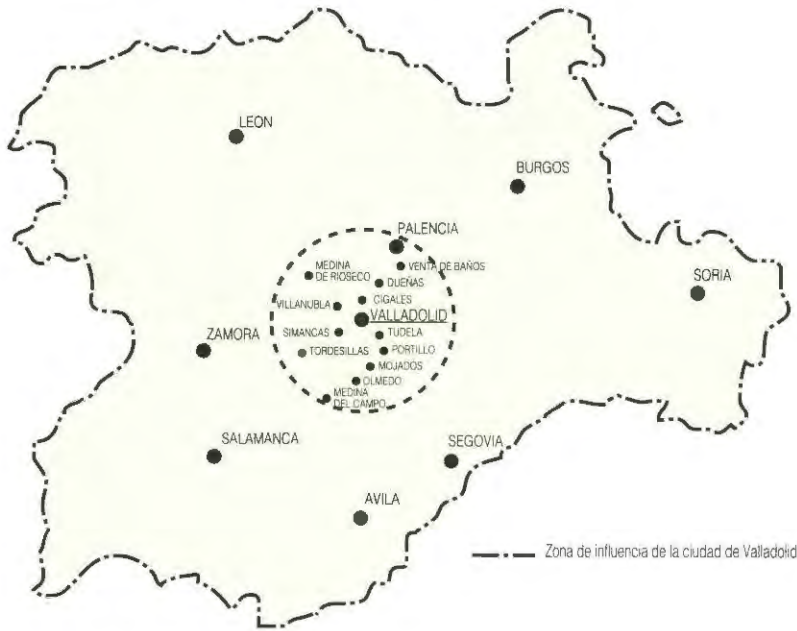 LEON
BURGOS
PALENCIA
MEDINA
DE RIOSECO
VENTA DE BAÑOS
DUEÑAS
SORIA
CIGALES
VILLANUBLA
VALLADOLID
SIMANCAS
TUDELA
ZAMORA
TORDESILLAS
PORTILLO
MOJADOS
OLMEDO
MEDINA
DEL CAMPO
SALAMANCA
SEGOVIA
AVILA
Zona de influencia de la ciudad de Valladolid